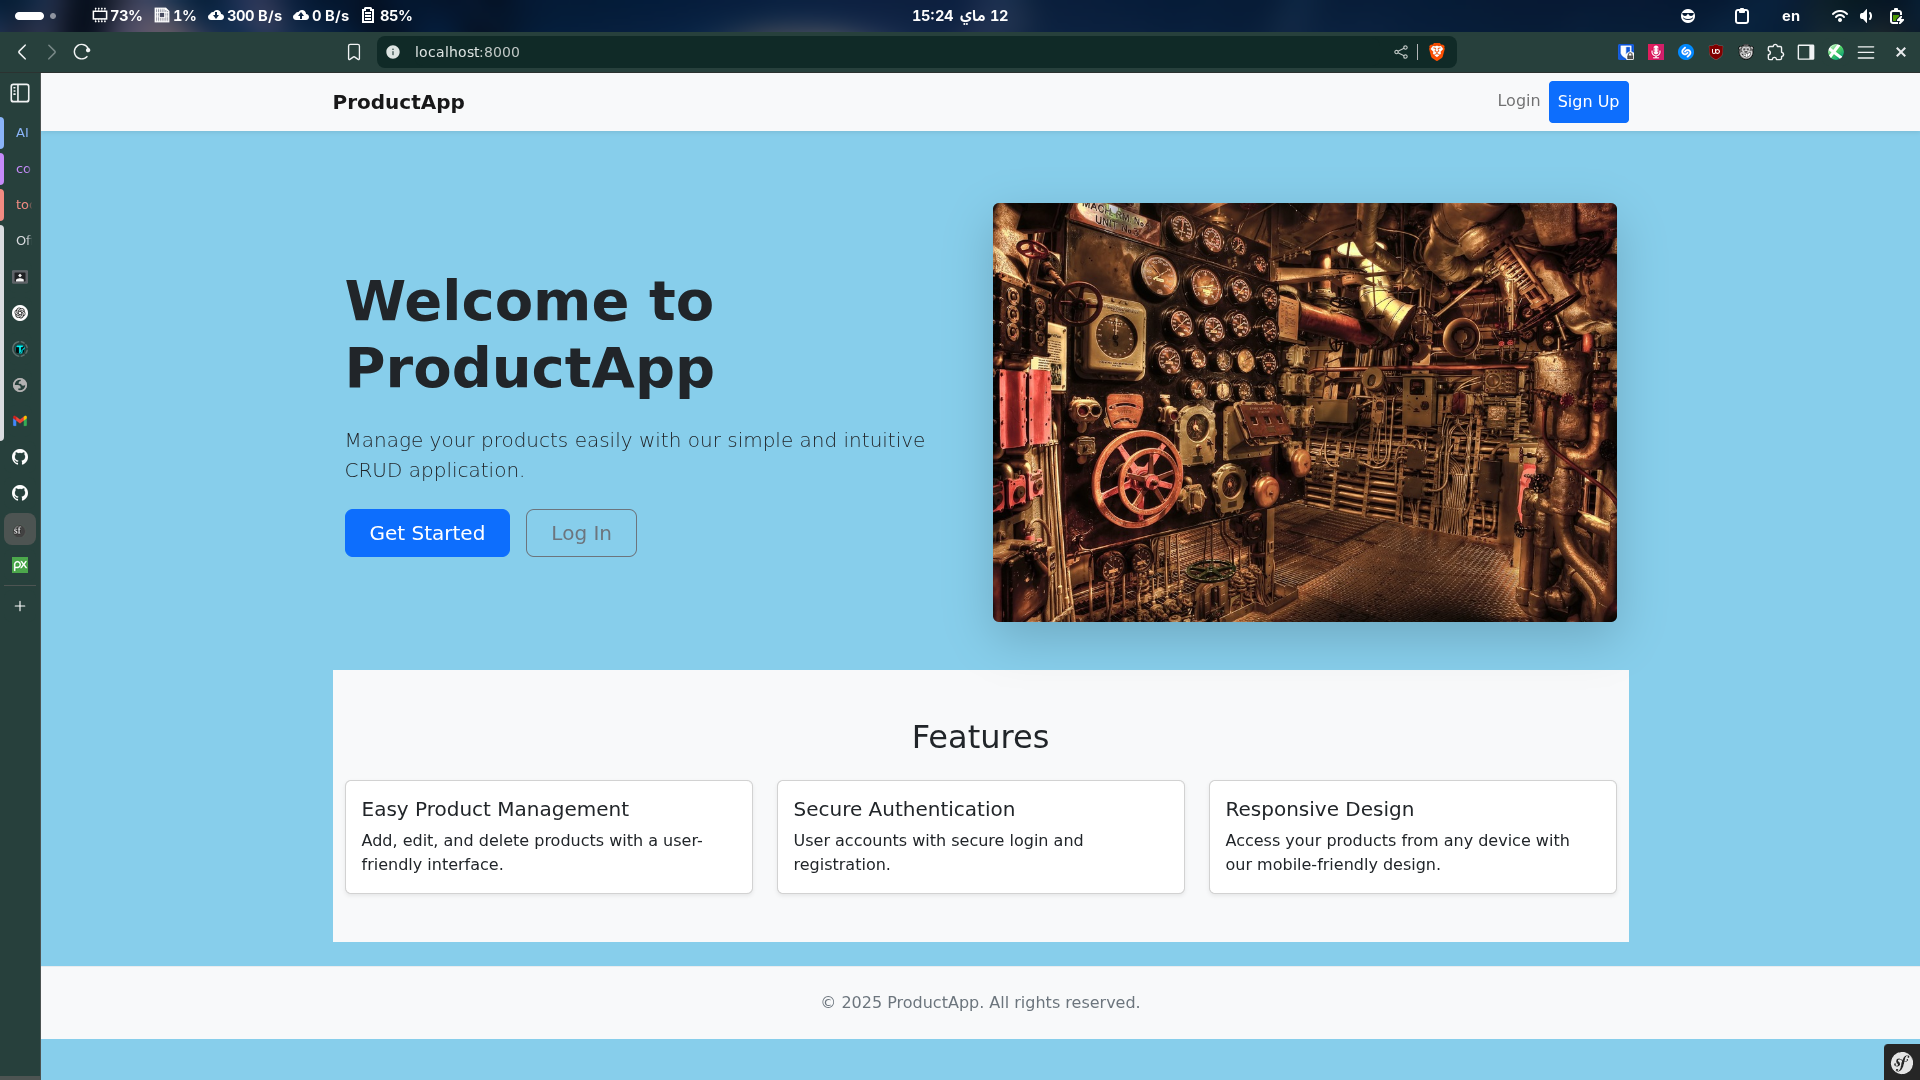 73% 1% 300 B/s 0 B/s 85%
12 ماي 15:24
en
localhost:8000
AI
co
to
Of
ProductApp
Login
Sign Up
Welcome to
ProductApp
Manage your products easily with our simple and intuitive
CRUD application.
Get Started
Log In
Features
Easy Product Management
Add, edit, and delete products with a user-
friendly interface.
Secure Authentication
User accounts with secure login and
registration.
Responsive Design
Access your products from any device with
our mobile-friendly design.
© 2025 ProductApp. All rights reserved.
sf